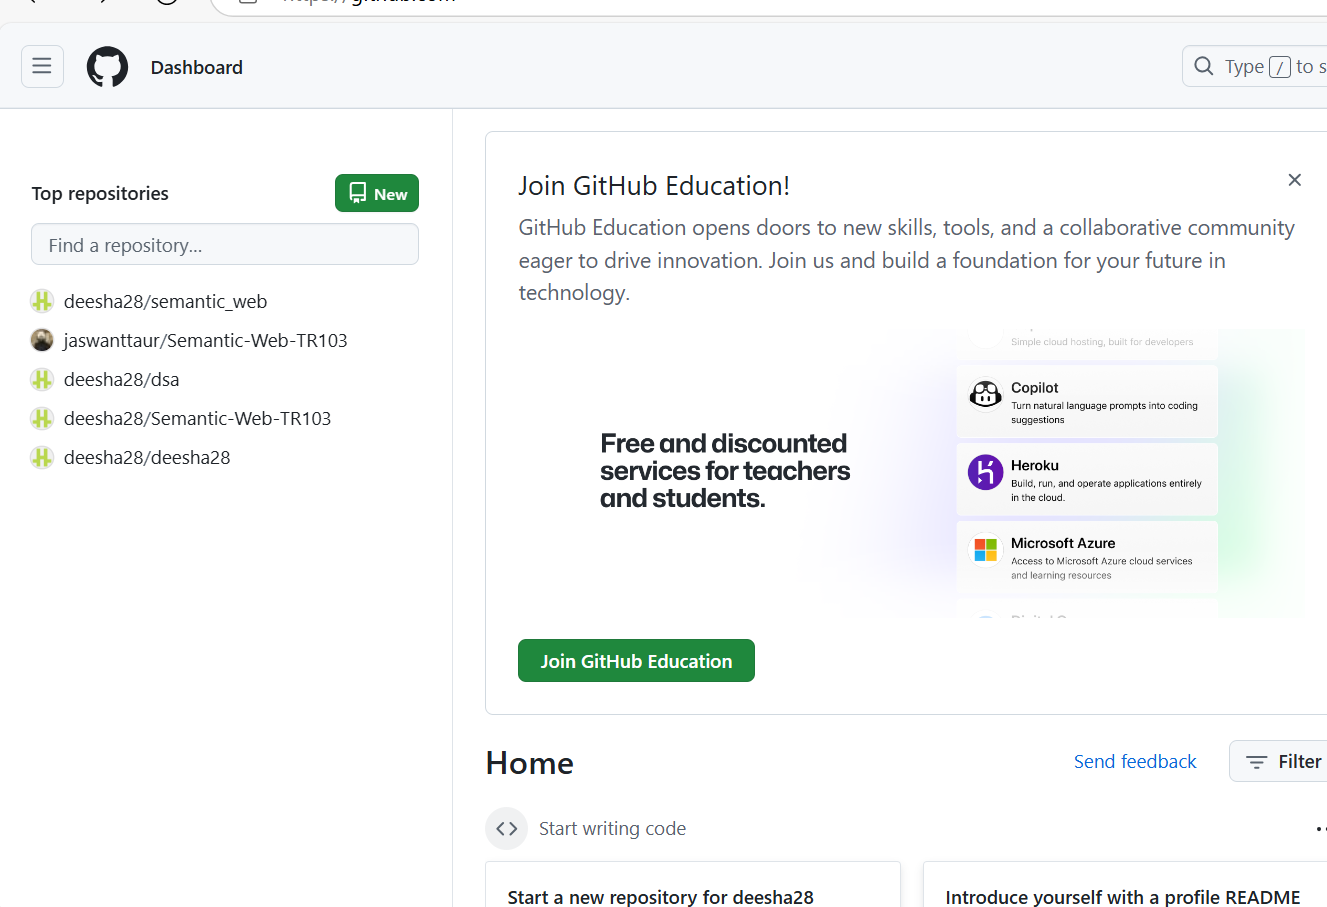 Dashboard
Type / to s
Top repositories
New
Find a repository...
deesha28/semantic_web
jaswanttaur/Semantic-Web-TR103
deesha28/dsa
deesha28/Semantic-Web-TR103
deesha28/deesha28
Join GitHub Education!
GitHub Education opens doors to new skills, tools, and a collaborative community
eager to drive innovation. Join us and build a foundation for your future in
technology.
Free and discounted
services for teachers
and students.
Simple cloud hosting, built for developers
Copilot
Turn natural language prompts into coding
suggestions
Heroku
Build, run, and operate applications entirely
in the cloud.
Microsoft Azure
Access to Microsoft Azure cloud services
and learning resources
Join GitHub Education
Home
Send feedback
Filter
Start writing code
Start a new repository for deesha28
Introduce yourself with a profile README